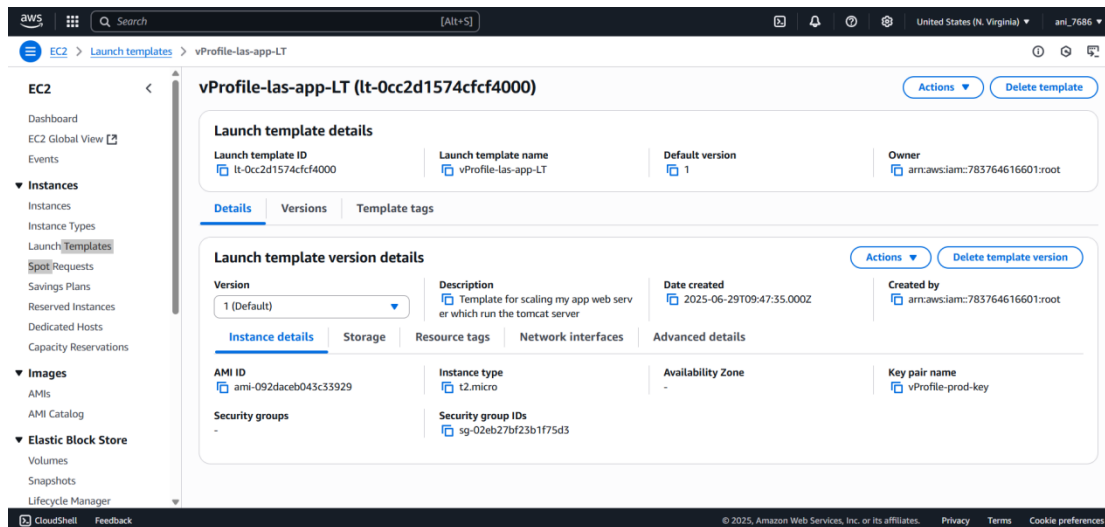 aws
Search
[Alt+S]
United States (N. Virginia)
ani_7686
EC2 > Launch templates > vProfile-las-app-LT
EC2
Dashboard
EC2 Global View
Events
Instances
Instances
Instance Types
Launch Templates
Spot Requests
Savings Plans
Reserved Instances
Dedicated Hosts
Capacity Reservations
Images
AMIs
AMI Catalog
Elastic Block Store
Volumes
Snapshots
Lifecycle Manager
vProfile-las-app-LT (lt-0cc2d1574cfcf4000)
Actions
Delete template
Launch template details
Launch template ID
lt-0cc2d1574cfcf4000
Launch template name
vProfile-las-app-LT
Default version
1
Owner
arn:aws:iam::783764616601:root
Details
Versions
Template tags
Launch template version details
Actions
Delete template version
Version
1 (Default)
Description
Template for scaling my app web serv
er which run the tomcat server
Date created
2025-06-29T09:47:35.000Z
Created by
arn:aws:iam::783764616601:root
Instance details
Storage
Resource tags
Network interfaces
Advanced details
AMI ID
ami-092daceb043c33929
Instance type
t2.micro
Availability Zone
-
Key pair name
vProfile-prod-key
Security groups
-
Security group IDs
sg-02eb27bf23b1f75d3
CloudShell
Feedback
© 2025, Amazon Web Services, Inc. or its affiliates.
Privacy
Terms
Cookie preferences